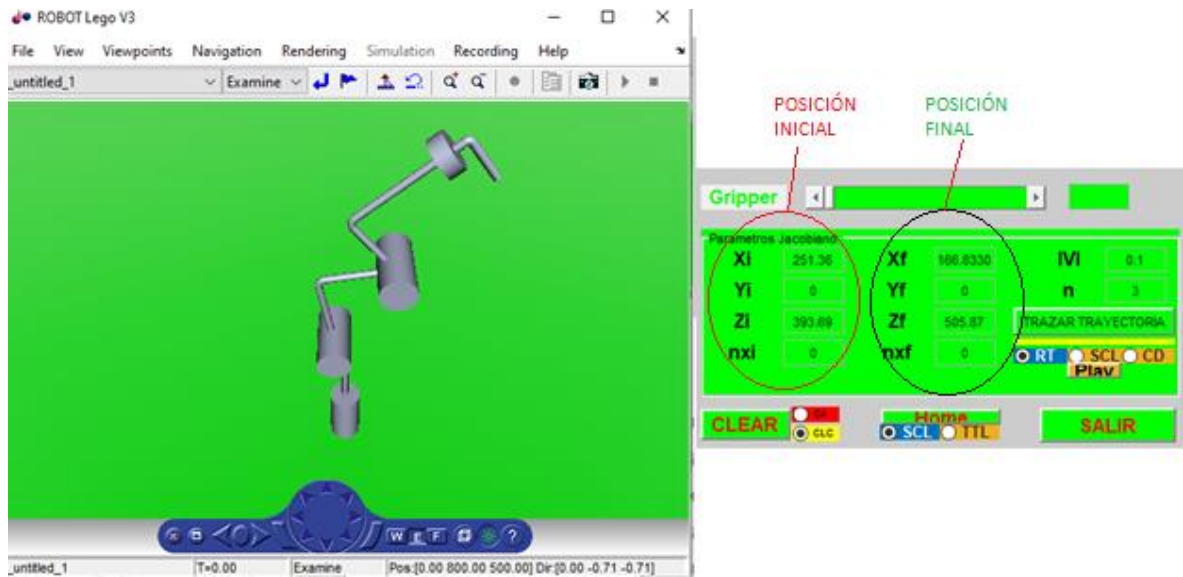 ROBOT Lego V3
File View Viewpoints Navigation Rendering Simulation Recording Help
_untitled_1 Examine
POSICIÓN INICIAL
POSICIÓN FINAL
Gripper
Parametros Jacobiano
Xi 251.36 Xf 166.8330 |V| 0.1
Yi 0 Yf 0 n 3
Zi 393.69 Zf 505.87 TRAZAR TRAYECTORIA
nxi 0 nxf 0 RT SCL CD
Play
CLEAR CLC Home SCL TTL SALIR
W F ?
_untitled_1 T=0.00 Examine Pos:[0.00 800.00 500.00] Dir:[0.00 -0.71 -0.71]